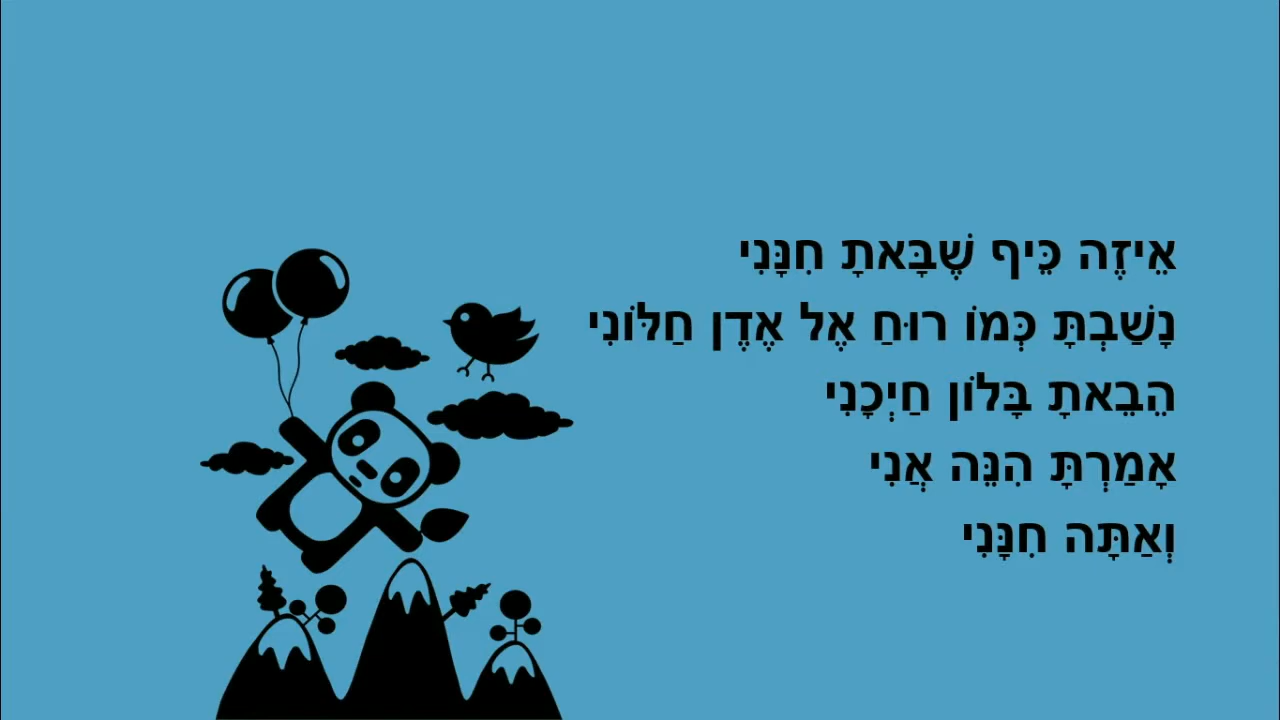 אֵיזֶה כֵּיף שֶׁבָּאתָ חִנָּנִי
נָשַׁבְתָּ כְּמוֹ רוּחַ אֶל אֶדֶן חַלּוֹנִי
הֵבֵאתָ בָּלוֹן חַיְכָנִי
אָמַרְתָּ הִנֵּה אֲנִי
וְאַתָּה חִנָּנִי